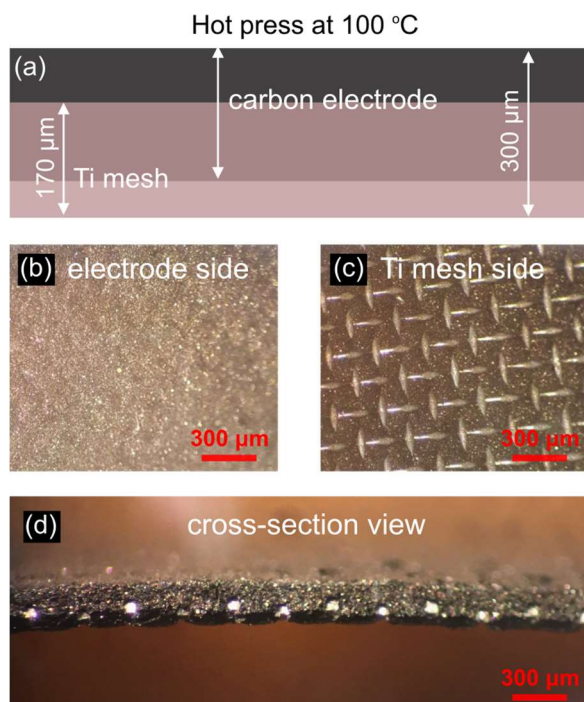 Hot press at 100 °C
(a)
carbon electrode
170 µm
Ti mesh
300 µm
(b) electrode side
300 µm
(c) Ti mesh side
300 µm
(d) cross-section view
300 µm